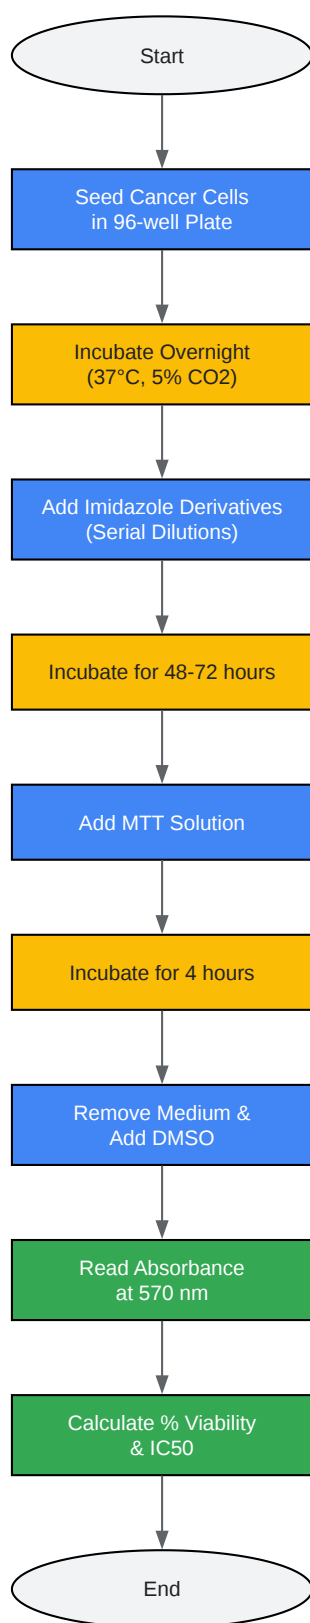 Start
Seed Cancer Cells
in 96-well Plate
Incubate Overnight
(37°C, 5% CO2)
Add Imidazole Derivatives
(Serial Dilutions)
Incubate for 48-72 hours
Add MTT Solution
Incubate for 4 hours
Remove Medium &
Add DMSO
Read Absorbance
at 570 nm
Calculate % Viability
& IC50
End